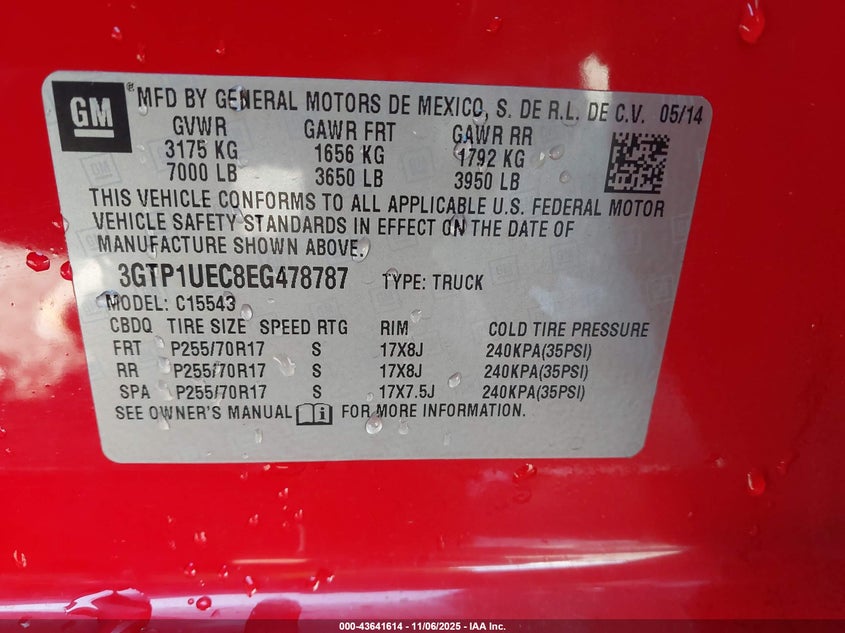 GM
® MFD BY GENERAL MOTORS DE MEXICO, S. DE R.L. DE C.V. 05/14
GVWR GAWR FRT GAWR RR
3175 KG 1656 KG 1792 KG
7000 LB 3650 LB 3950 LB
THIS VEHICLE CONFORMS TO ALL APPLICABLE U.S. FEDERAL MOTOR
VEHICLE SAFETY STANDARDS IN EFFECT ON THE DATE OF
MANUFACTURE SHOWN ABOVE.
3GTP1UEC8EG478787 TYPE: TRUCK
MODEL: C15543
CBDQ TIRE SIZE SPEED RTG RIM COLD TIRE PRESSURE
FRT P255/70R17 S 17X8J 240KPA(35PSI)
RR P255/70R17 S 17X8J 240KPA(35PSI)
SPA P255/70R17 S 17X7.5J 240KPA(35PSI)
SEE OWNER'S MANUAL i FOR MORE INFORMATION.
000-43641614 - 11/06/2025 - IAA Inc.